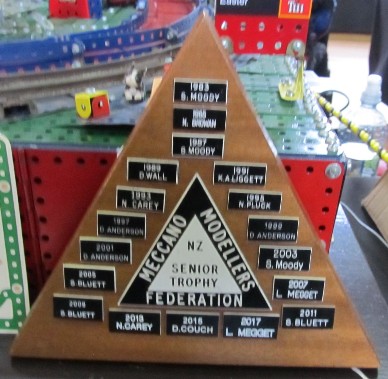 1983
B. MOODY
1985
1987
B. MOODY
1989
D. WALL
1991
K. A. LIGGETT
1993
N. CAREY
1995
W. PLUCK
1997
D. ANDERSON
1999
D. ANDERSON
2001
D. ANDERSON
2003
B. Moody
2005
B. BLUETT
2007
L. MEGGET
2009
B. BLUETT
2011
B. BLUETT
2013
N. CAREY
2015
D. COUCH
2017
L. MEGGET
MECCANO
MODELLERS
FEDERATION
NZ
SENIOR
TROPHY